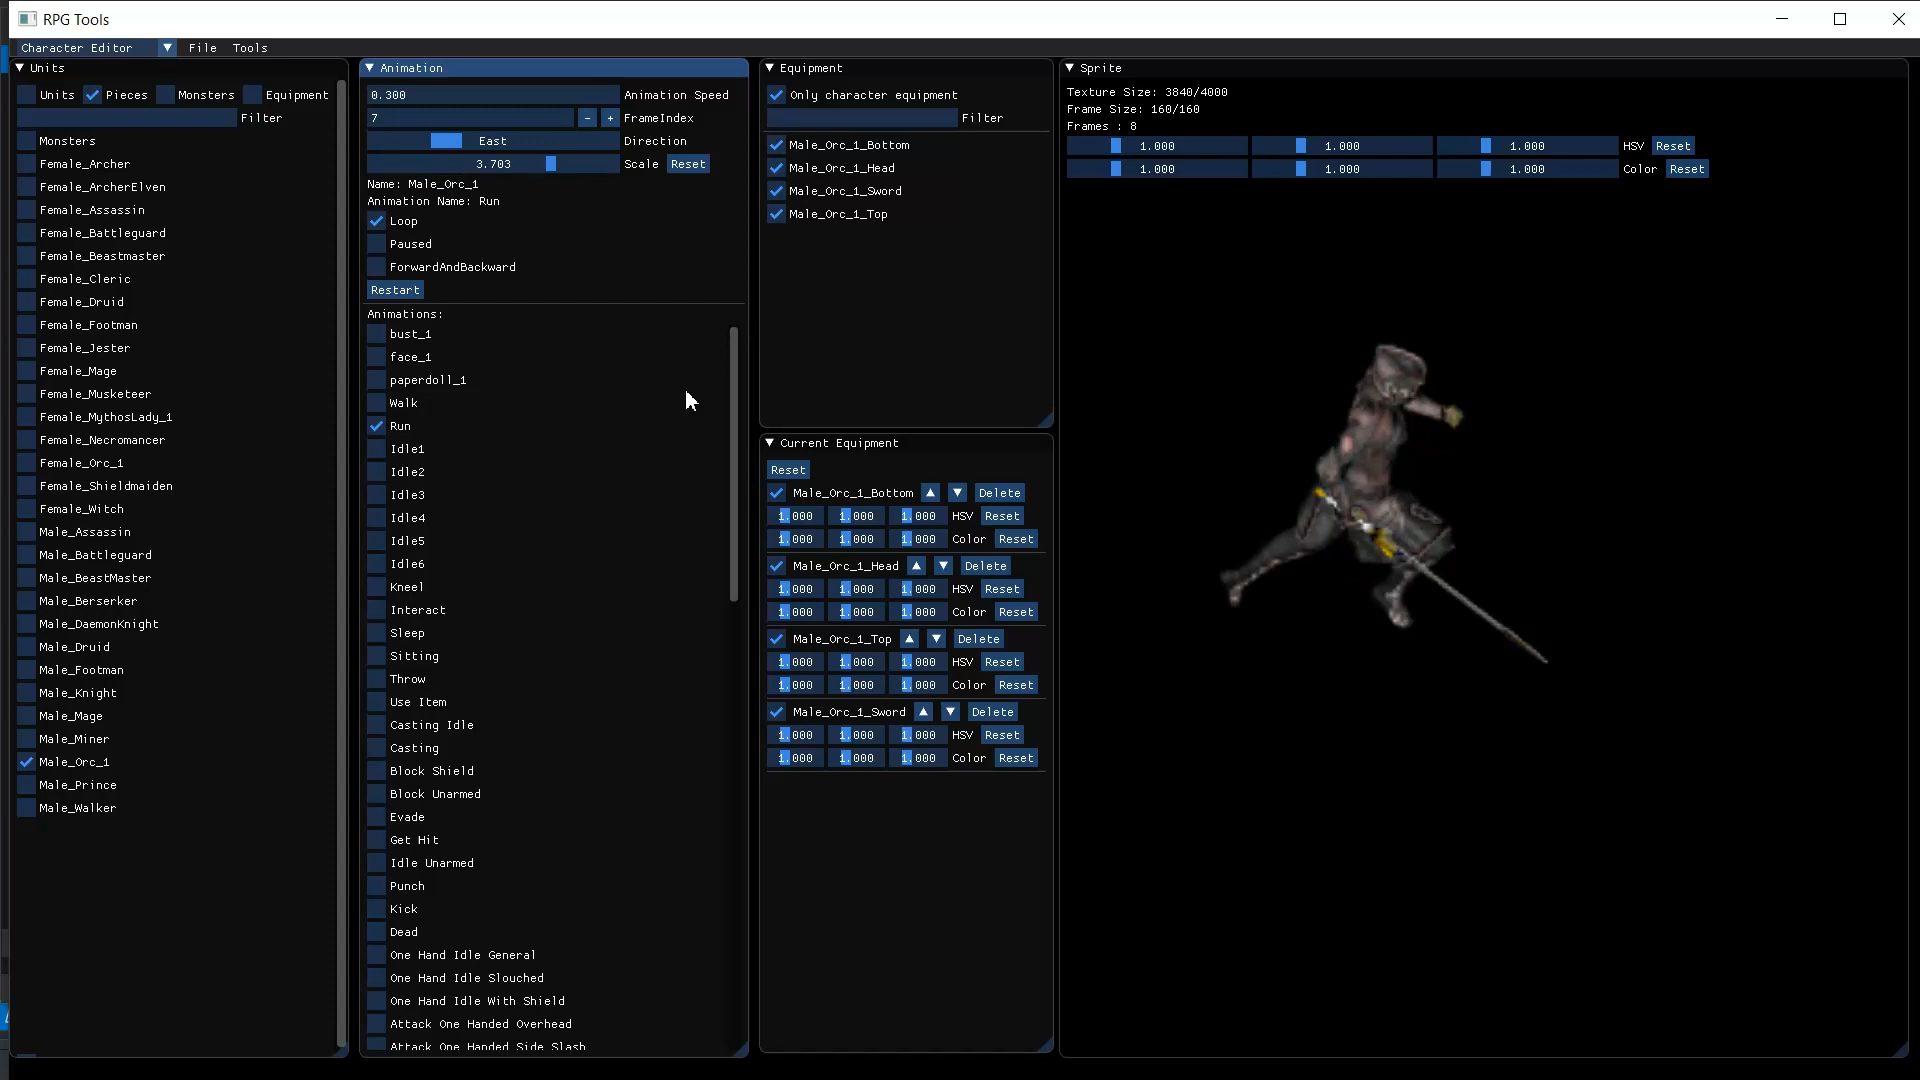 RPG Tools
Character Editor File Tools
Units
Units Pieces Monsters Equipment
Filter
Monsters
Female_Archer
Female_ArcherElven
Female_Assassin
Female_Battleguard
Female_Beastmaster
Female_Cleric
Female_Druid
Female_Footman
Female_Jester
Female_Mage
Female_Musketeer
Female_MythosLady_1
Female_Necromancer
Female_Orc_1
Female_Shieldmaiden
Female_Witch
Male_Assassin
Male_Battleguard
Male_BeastMaster
Male_Berserker
Male_DaemonKnight
Male_Druid
Male_Footman
Male_Knight
Male_Mage
Male_Miner
Male_Orc_1
Male_Prince
Male_Walker
Animation
0.300 Animation Speed
7 - + FrameIndex
East Direction
3.703 Scale Reset
Name: Male_Orc_1
Animation Name: Run
Loop
Paused
ForwardAndBackward
Restart
Animations:
bust_1
face_1
paperdoll_1
Walk
Run
Idle1
Idle2
Idle3
Idle4
Idle5
Idle6
Kneel
Interact
Sleep
Sitting
Throw
Use Item
Casting Idle
Casting
Block Shield
Block Unarmed
Evade
Get Hit
Idle Unarmed
Punch
Kick
Dead
One Hand Idle General
One Hand Idle Slouched
One Hand Idle With Shield
Attack One Handed Overhead
Attack One Handed Side Slash
Equipment
Only character equipment
Filter
Male_Orc_1_Bottom
Male_Orc_1_Head
Male_Orc_1_Sword
Male_Orc_1_Top
Current Equipment
Reset
Male_Orc_1_Bottom Delete
1.000 1.000 1.000 HSV Reset
1.000 1.000 1.000 Color Reset
Male_Orc_1_Head Delete
1.000 1.000 1.000 HSV Reset
1.000 1.000 1.000 Color Reset
Male_Orc_1_Top Delete
1.000 1.000 1.000 HSV Reset
1.000 1.000 1.000 Color Reset
Male_Orc_1_Sword Delete
1.000 1.000 1.000 HSV Reset
1.000 1.000 1.000 Color Reset
Sprite
Texture Size: 3840/4000
Frame Size: 160/160
Frames : 8
1.000 1.000 1.000 HSV Reset
1.000 1.000 1.000 Color Reset